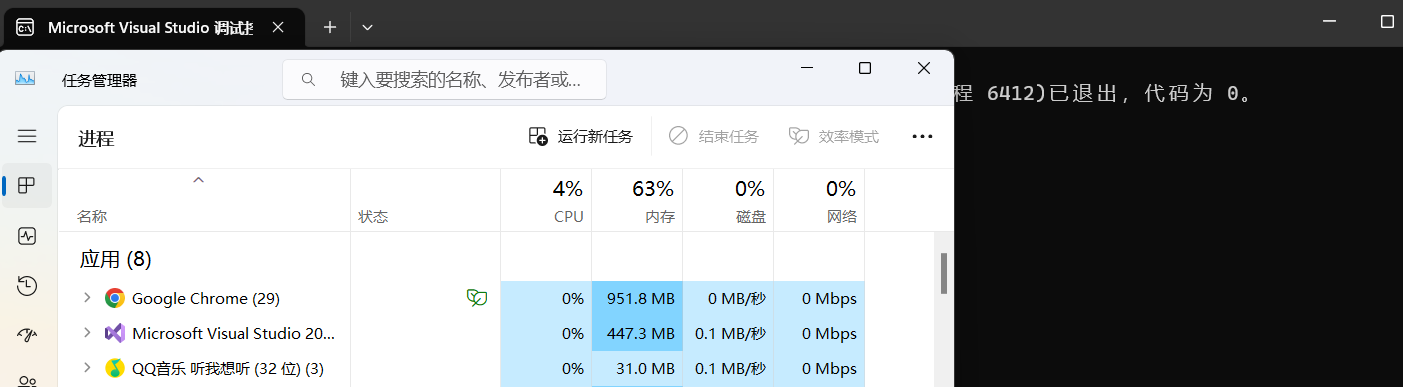 Microsoft Visual Studio 调试
任务管理器
键入要搜索的名称、发布者或...
程 6412)已退出，代码为 0。
进程
运行新任务
结束任务
效率模式
4%
63%
0%
0%
名称
状态
CPU
内存
磁盘
网络
应用 (8)
Google Chrome (29)
0%
951.8 MB
0 MB/秒
0 Mbps
Microsoft Visual Studio 20...
0%
447.3 MB
0.1 MB/秒
0 Mbps
QQ音乐 听我想听 (32 位) (3)
0%
31.0 MB
0.1 MB/秒
0 Mbps